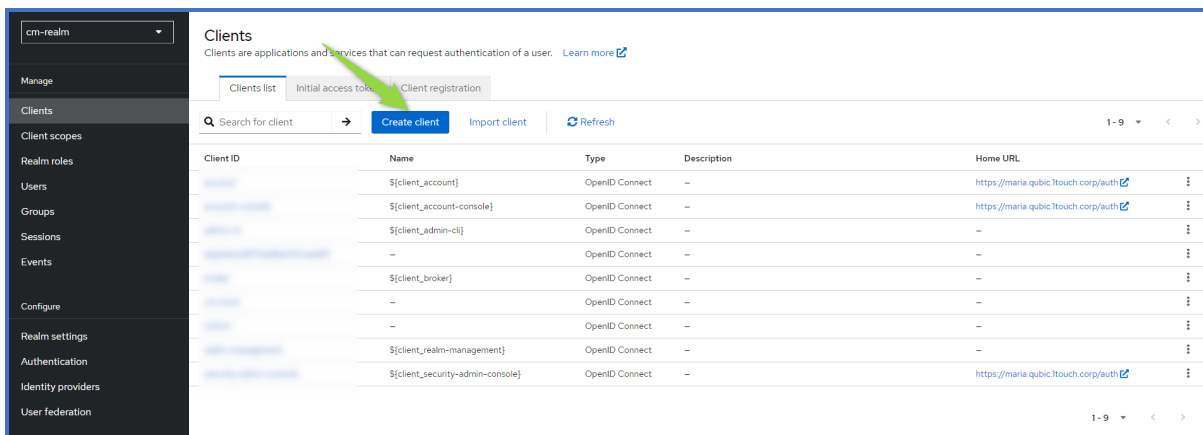 cm-realm
Manage
Clients
Client scopes
Realm roles
Users
Groups
Sessions
Events
Configure
Realm settings
Authentication
Identity providers
User federation
Clients
Clients are applications and services that can request authentication of a user. Learn more
Clients list Initial access toke Client registration
Search for client Create client Import client Refresh 1 - 9
Client ID Name Type Description Home URL
${client_account} OpenID Connect – https://maria.qubic.1touch.corp/auth
${client_account-console} OpenID Connect – https://maria.qubic.1touch.corp/auth
${client_admin-cli} OpenID Connect – –
– OpenID Connect – –
${client_broker} OpenID Connect – –
– OpenID Connect – –
– OpenID Connect – –
${client_realm-management} OpenID Connect – –
${client_security-admin-console} OpenID Connect – https://maria.qubic.1touch.corp/auth
1 - 9